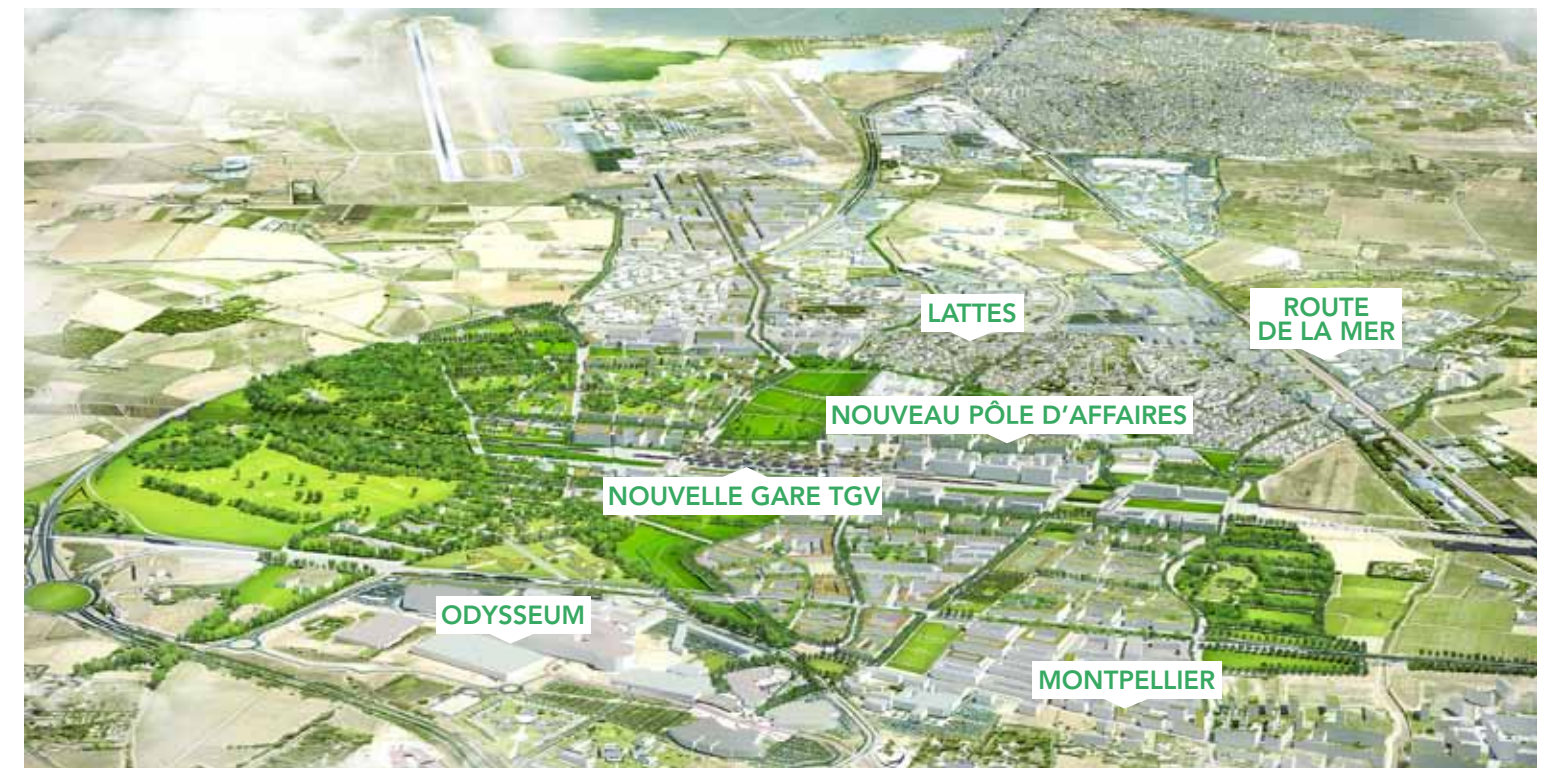 LATTES
ROUTE
DE LA MER
NOUVEAU PÔLE D'AFFAIRES
NOUVELLE GARE TGV
ODYSSEUM
MONTPELLIER